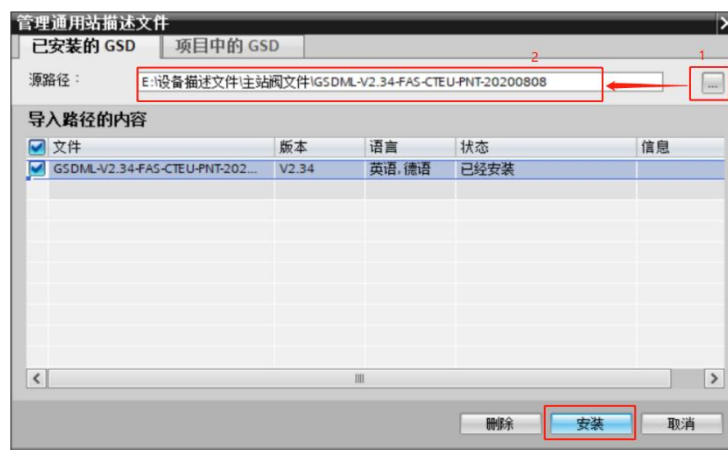 管理通用站描述文件
已安装的 GSD 项目中的 GSD
2 1
源路径： E:\设备描述文件\主站阀文件\GSDML-V2.34-FAS-CTEU-PNT-20200808 ...
导入路径的内容
文件 版本 语言 状态 信息
GSDML-V2.34-FAS-CTEU-PNT-202... V2.34 英语, 德语 已经安装
删除 安装 取消